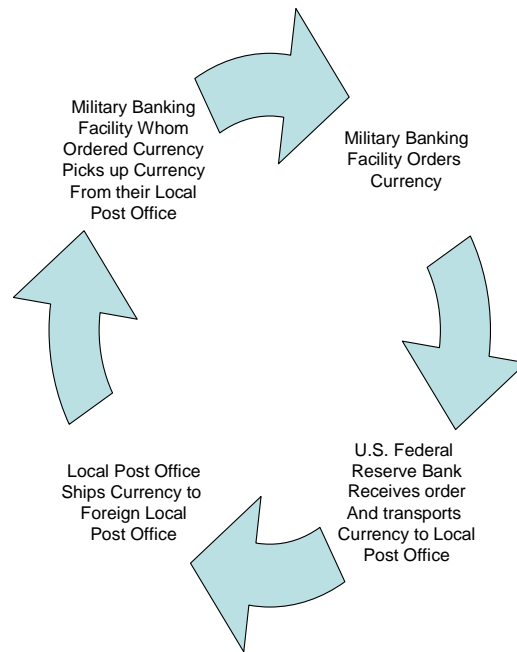 Military Banking
Facility Whom
Ordered Currency
Picks up Currency
From their Local
Post Office
Military Banking
Facility Orders
Currency
U.S. Federal
Reserve Bank
Receives order
And transports
Currency to Local
Post Office
Local Post Office
Ships Currency to
Foreign Local
Post Office